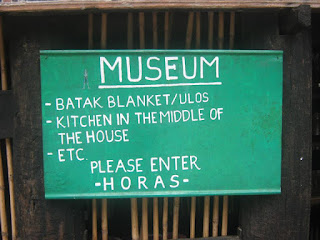 MUSEUM
- BATAK BLANKET/ULOS
- KITCHEN IN THE MIDDLE OF
THE HOUSE
- ETC
PLEASE ENTER
- HORAS -